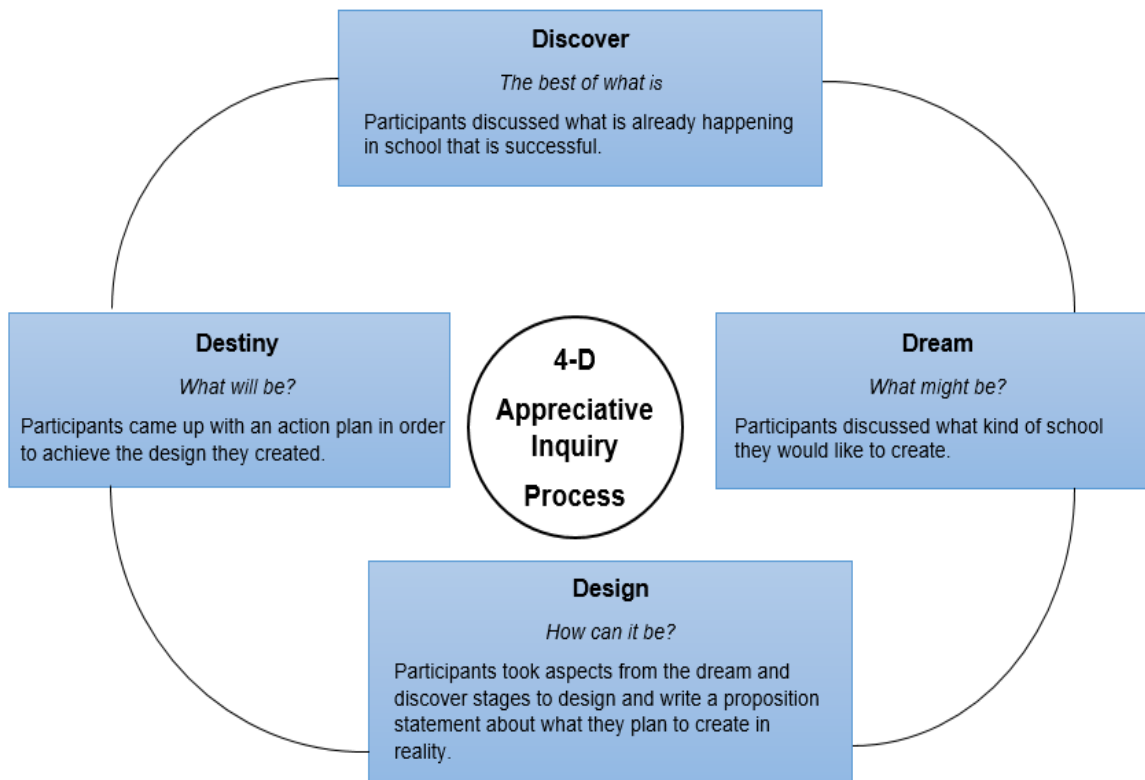 Discover
The best of what is
Participants discussed what is already happening
in school that is successful.
Destiny
What will be?
Participants came up with an action plan in order
to achieve the design they created.
4-D
Appreciative
Inquiry
Process
Dream
What might be?
Participants discussed what kind of school
they would like to create.
Design
How can it be?
Participants took aspects from the dream and
discover stages to design and write a proposition
statement about what they plan to create in
reality.